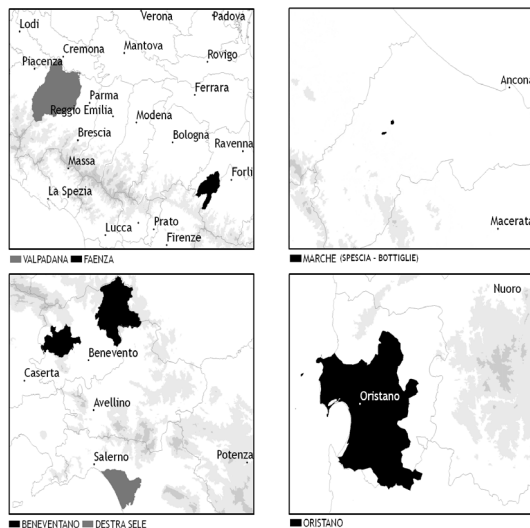 Lodi
Verona
Padova
Cremona
Mantova
Piacenza
Rovigo
Parma
Ferrara
Reggio Emilia
Modena
Brescia
Bologna
Ravenna
Massa
Forlì
La Spezia
Lucca
Prato
Firenze
VALPADANA FAENZA
Ancona
Macerata
MARCHE (SPESCIA - BOTTIGLIE)
Benevento
Caserta
Avellino
Salerno
Potenza
BENEVENTANO DESTRA SELE
Nuoro
Oristano
ORISTANO